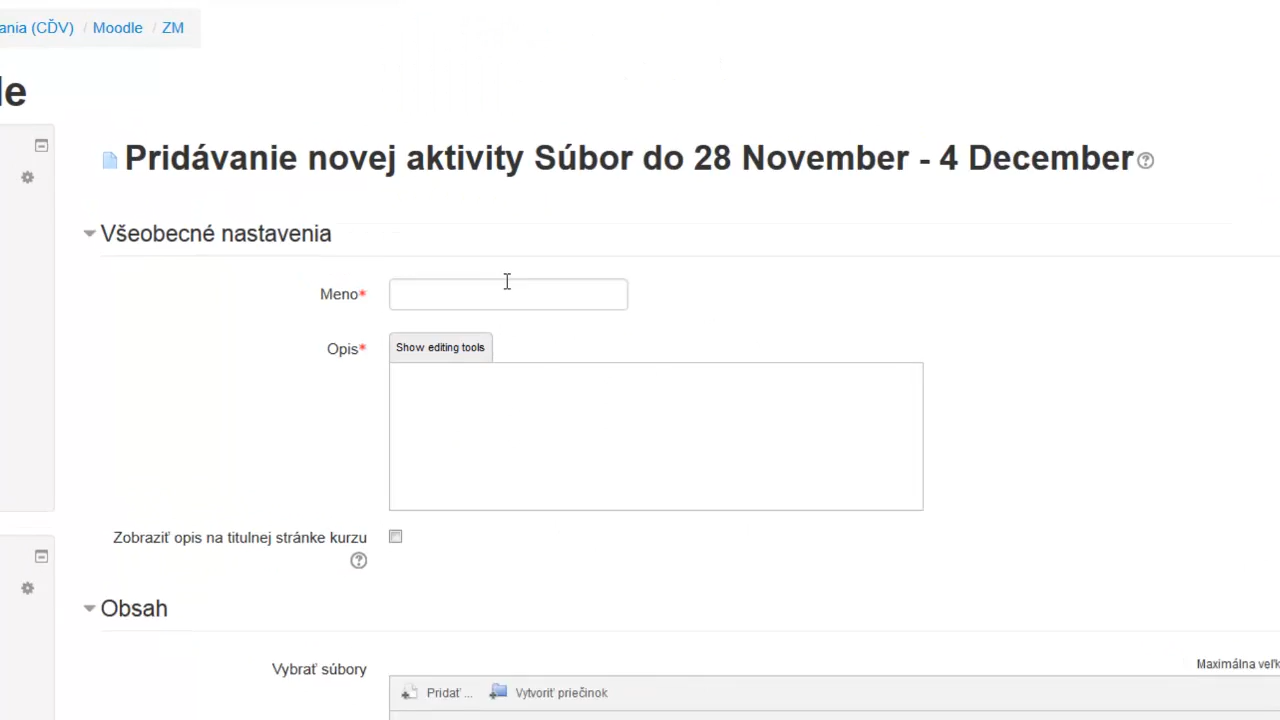 ania (CĎV) / Moodle / ZM
le
Pridávanie novej aktivity Súbor do 28 November - 4 December
Všeobecné nastavenia
Meno*
Opis*
Show editing tools
Zobraziť opis na titulnej stránke kurzu
Obsah
Maximálna veľk
Vybrať súbory
Pridať ...
Vytvoriť priečinok